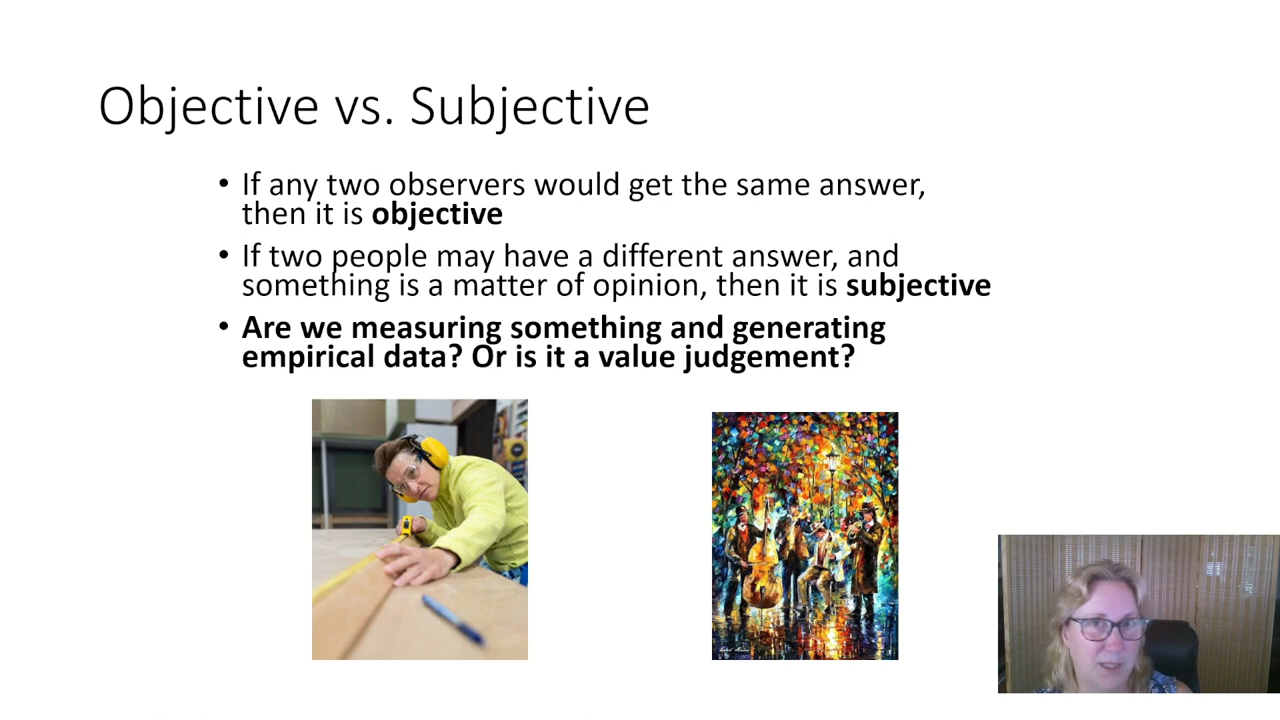 Objective vs. Subjective
• If any two observers would get the same answer,
then it is objective
• If two people may have a different answer, and
something is a matter of opinion, then it is subjective
• Are we measuring something and generating
empirical data? Or is it a value judgement?